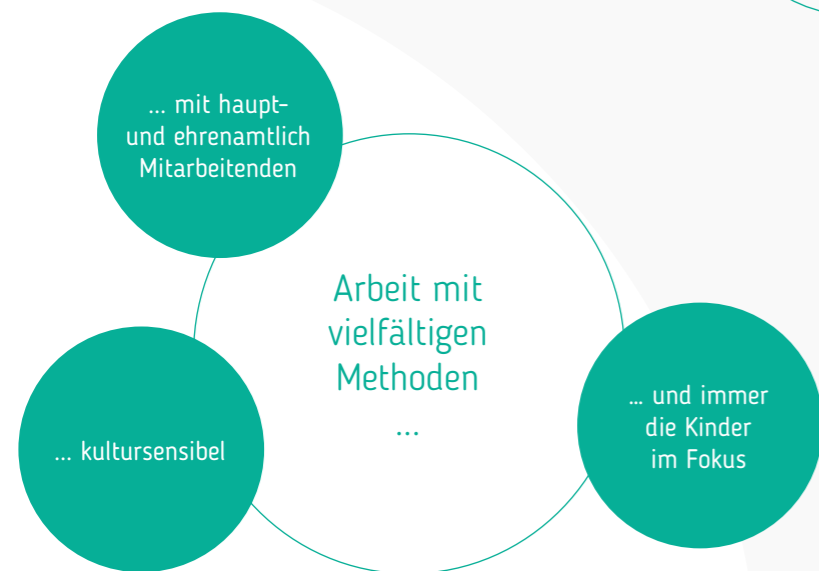 ... mit haupt-
und ehrenamtlich
Mitarbeitenden
Arbeit mit
vielfältigen
Methoden
...
... und immer
die Kinder
im Fokus
... kultursensibel